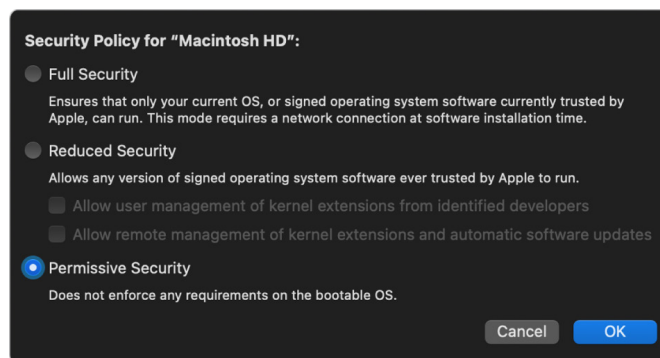 Security Policy for “Macintosh HD”:
Full Security
Ensures that only your current OS, or signed operating system software currently trusted by
Apple, can run. This mode requires a network connection at software installation time.
Reduced Security
Allows any version of signed operating system software ever trusted by Apple to run.
Allow user management of kernel extensions from identified developers
Allow remote management of kernel extensions and automatic software updates
Permissive Security
Does not enforce any requirements on the bootable OS.
Cancel OK